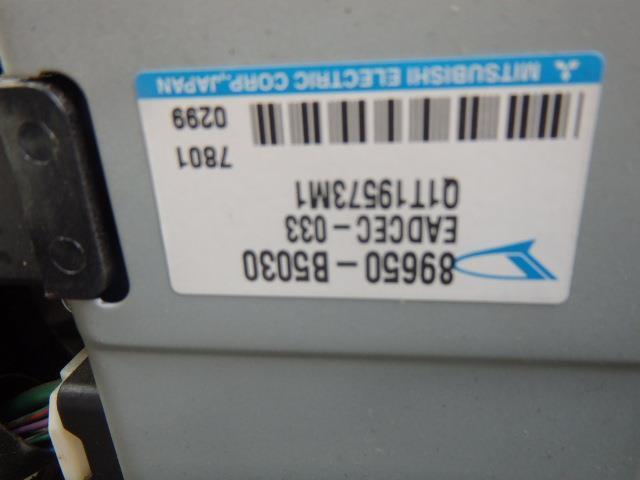 89650-B5030
EADCEC-033
Q1T19573M1
7801 0299
MITSUBISHI ELECTRIC CORP.,JAPAN